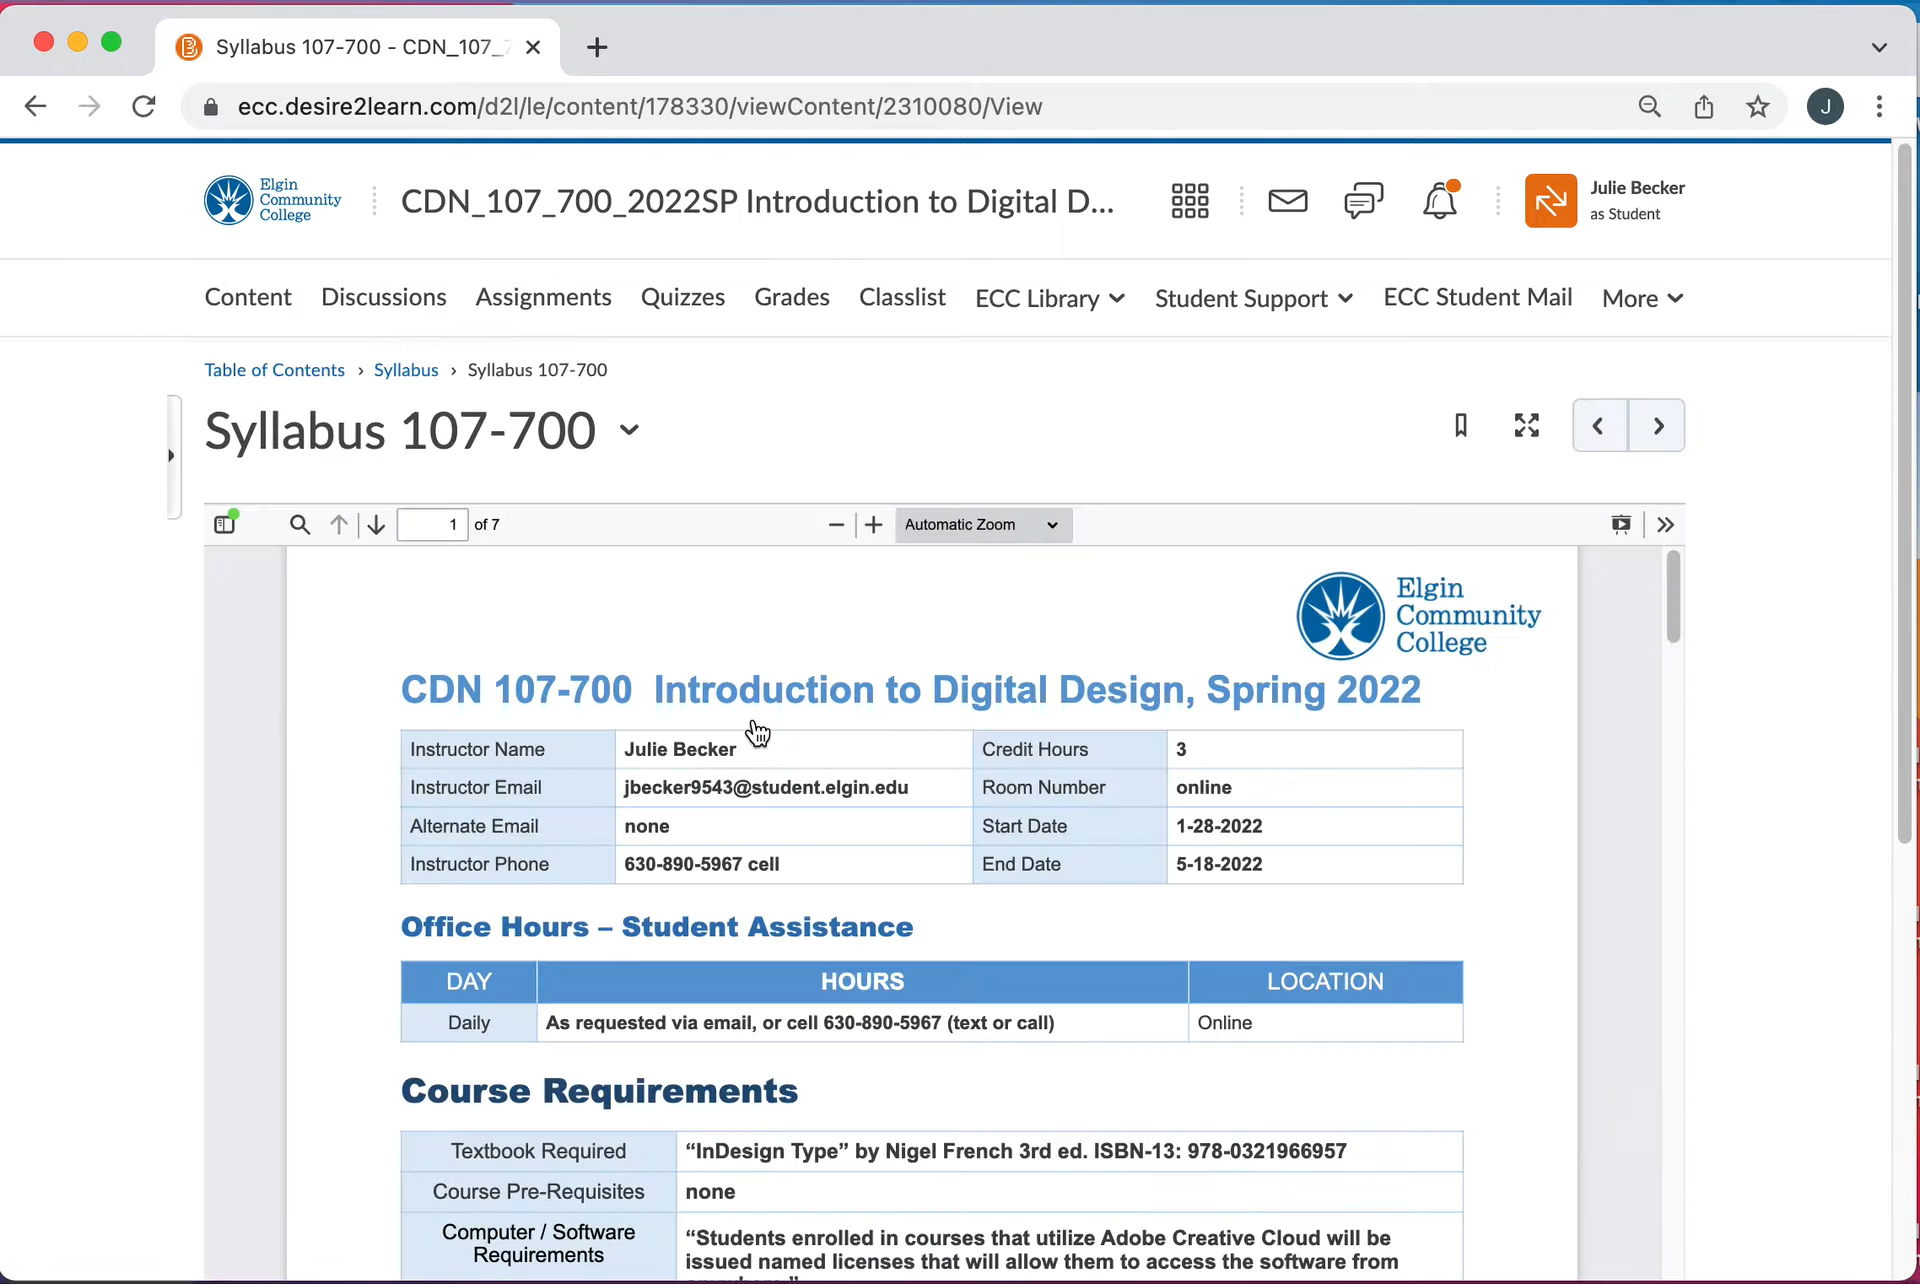 Syllabus 107-700 - CDN_107_
ecc.desire2learn.com/d2l/le/content/178330/viewContent/2310080/View
J
Elgin
Community
College
CDN_107_700_2022SP Introduction to Digital D...
Julie Becker
as Student
Content Discussions Assignments Quizzes Grades Classlist ECC Library Student Support ECC Student Mail More
Table of Contents › Syllabus › Syllabus 107-700
Syllabus 107-700
1 of 7
Automatic Zoom
Elgin
Community
College
CDN 107-700 Introduction to Digital Design, Spring 2022
Instructor Name Julie Becker Credit Hours 3
Instructor Email jbecker9543@student.elgin.edu Room Number online
Alternate Email none Start Date 1-28-2022
Instructor Phone 630-890-5967 cell End Date 5-18-2022
Office Hours – Student Assistance
DAY HOURS LOCATION
Daily As requested via email, or cell 630-890-5967 (text or call) Online
Course Requirements
Textbook Required “InDesign Type” by Nigel French 3rd ed. ISBN-13: 978-0321966957
Course Pre-Requisites none
Computer / Software
Requirements
“Students enrolled in courses that utilize Adobe Creative Cloud will be
issued named licenses that will allow them to access the software from